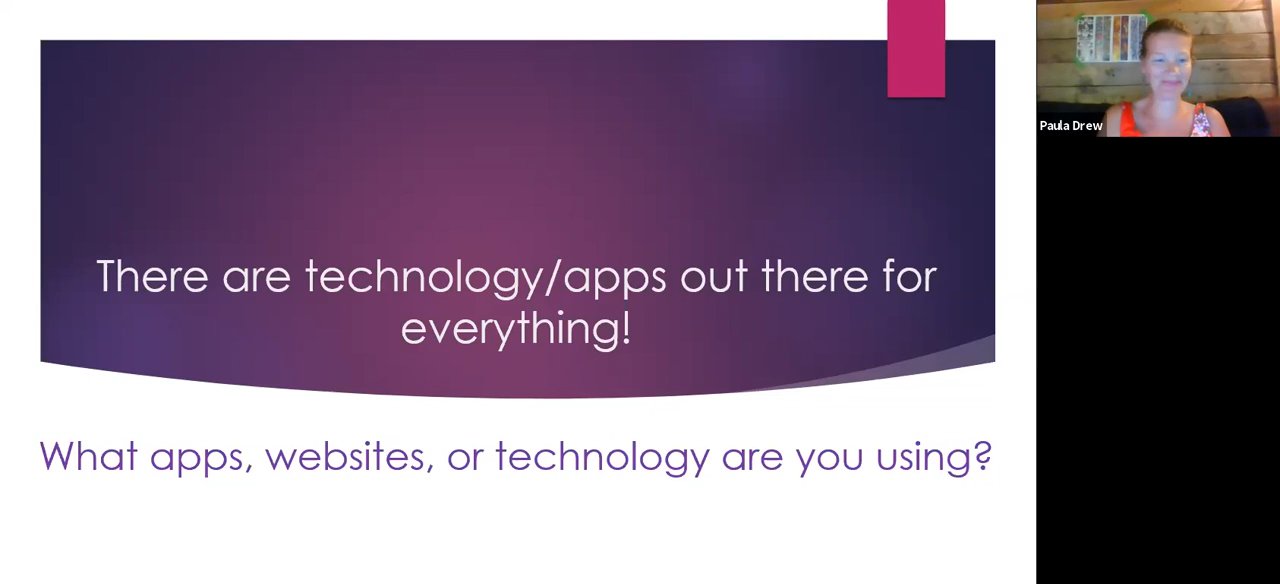 There are technology/apps out there for
everything!
What apps, websites, or technology are you using?
Paula Drew